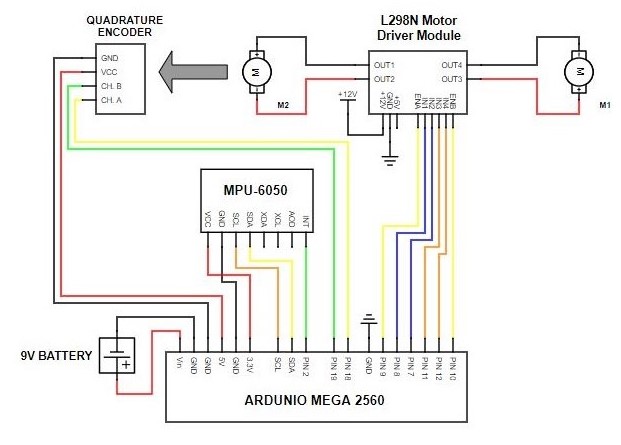 QUADRATURE
ENCODER
L298N Motor
Driver Module
GND
VCC
CH. B
CH. A
M
M2
OUT1
OUT2
OUT4
OUT3
M
M1
+12V
+12V
GND
+5V
ENA
IN1
IN2
IN3
IN4
ENB
MPU-6050
VCC
GND
SCL
SDA
XDA
XCL
AOD
INT
9V BATTERY
Vin
GND
GND
5V
GND
3.3V
SCL
SDA
PIN 2
PIN 19
PIN 18
GND
PIN 9
PIN 8
PIN 7
PIN 11
PIN 12
PIN 10
ARDUNIO MEGA 2560